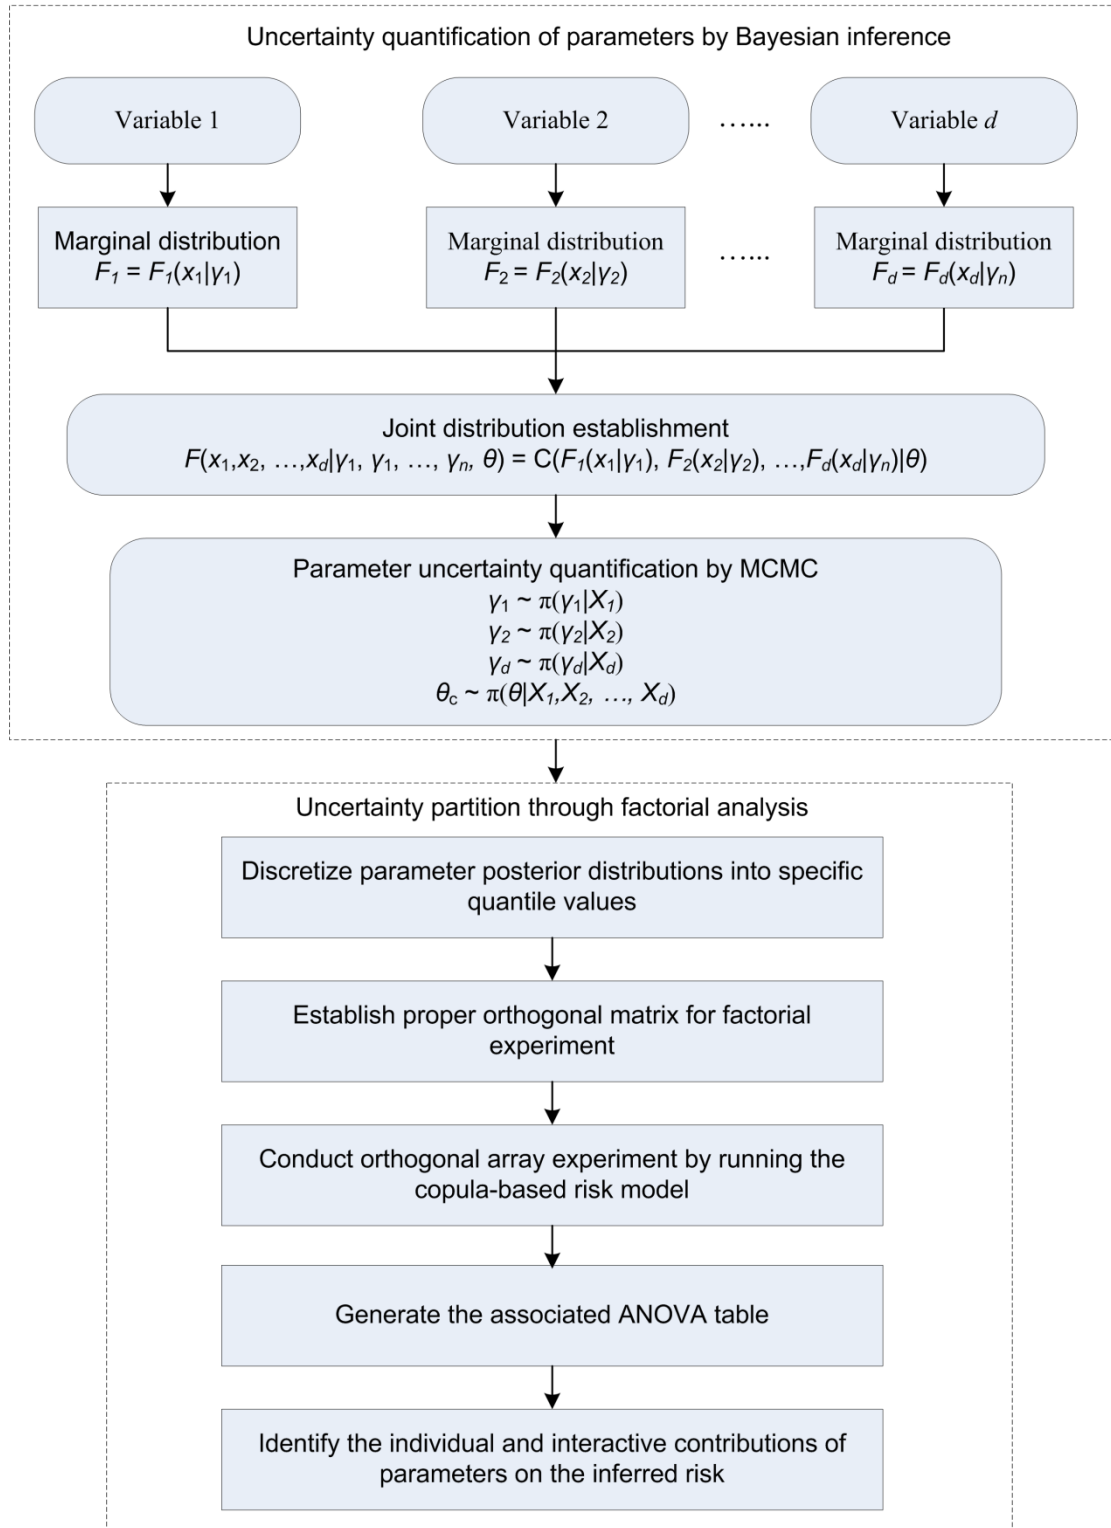 Uncertainty quantification of parameters by Bayesian inference
Variable 1
Variable 2
…...
Variable d
Marginal distribution
F1 = F1(x1|γ1)
Marginal distribution
F2 = F2(x2|γ2)
…...
Marginal distribution
Fd = Fd(xd|γn)
Joint distribution establishment
F(x1,x2, …,xd|γ1, γ1, …, γn, θ) = C(F1(x1|γ1), F2(x2|γ2), …,Fd(xd|γn)|θ)
Parameter uncertainty quantification by MCMC
γ1 ~ π(γ1|X1)
γ2 ~ π(γ2|X2)
γd ~ π(γd|Xd)
θc ~ π(θ|X1,X2, …, Xd)
Uncertainty partition through factorial analysis
Discretize parameter posterior distributions into specific
quantile values
Establish proper orthogonal matrix for factorial
experiment
Conduct orthogonal array experiment by running the
copula-based risk model
Generate the associated ANOVA table
Identify the individual and interactive contributions of
parameters on the inferred risk